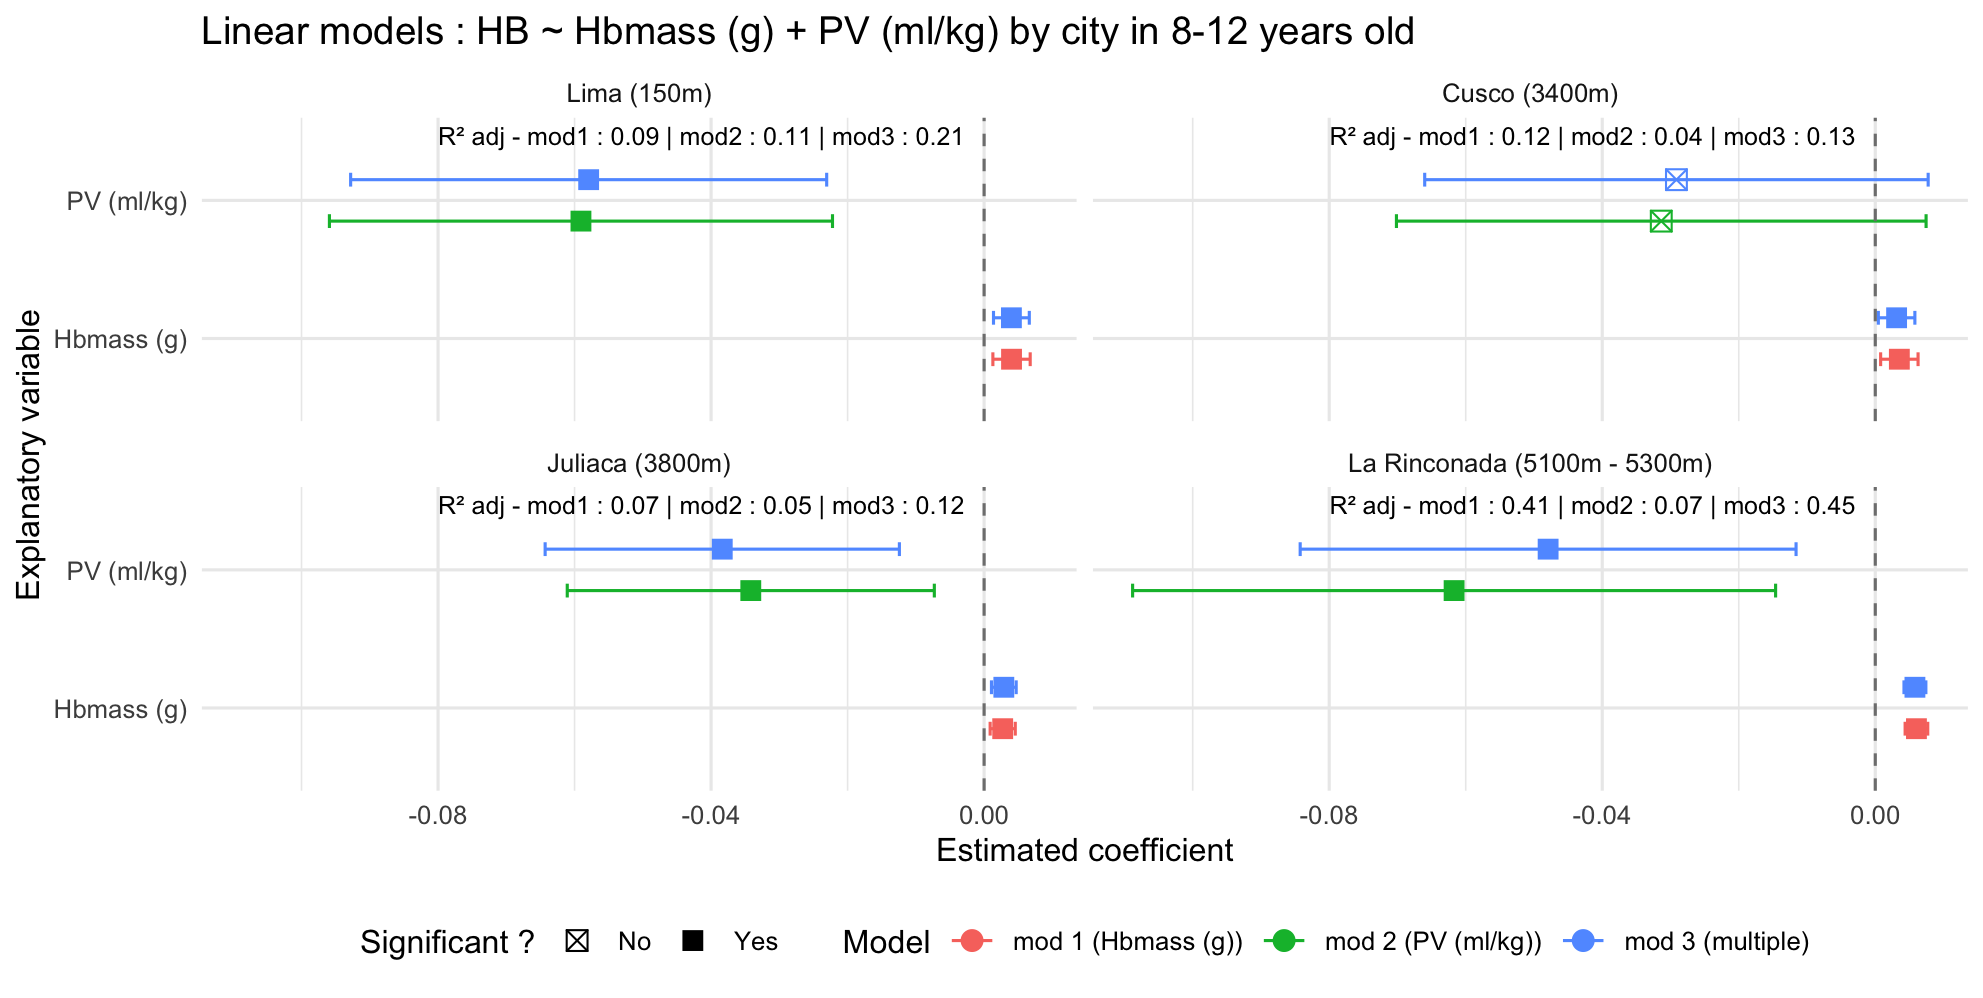 Linear models : HB ~ Hbmass (g) + PV (ml/kg) by city in 8-12 years old
Lima (150m)
Cusco (3400m)
R² adj - mod1 : 0.09 | mod2 : 0.11 | mod3 : 0.21
R² adj - mod1 : 0.12 | mod2 : 0.04 | mod3 : 0.13
PV (ml/kg)
Hbmass (g)
Explanatory variable
Juliaca (3800m)
La Rinconada (5100m - 5300m)
R² adj - mod1 : 0.07 | mod2 : 0.05 | mod3 : 0.12
R² adj - mod1 : 0.41 | mod2 : 0.07 | mod3 : 0.45
PV (ml/kg)
Hbmass (g)
-0.08 -0.04 0.00 -0.08 -0.04 0.00
Estimated coefficient
Significant ? No Yes Model mod 1 (Hbmass (g)) mod 2 (PV (ml/kg)) mod 3 (multiple)